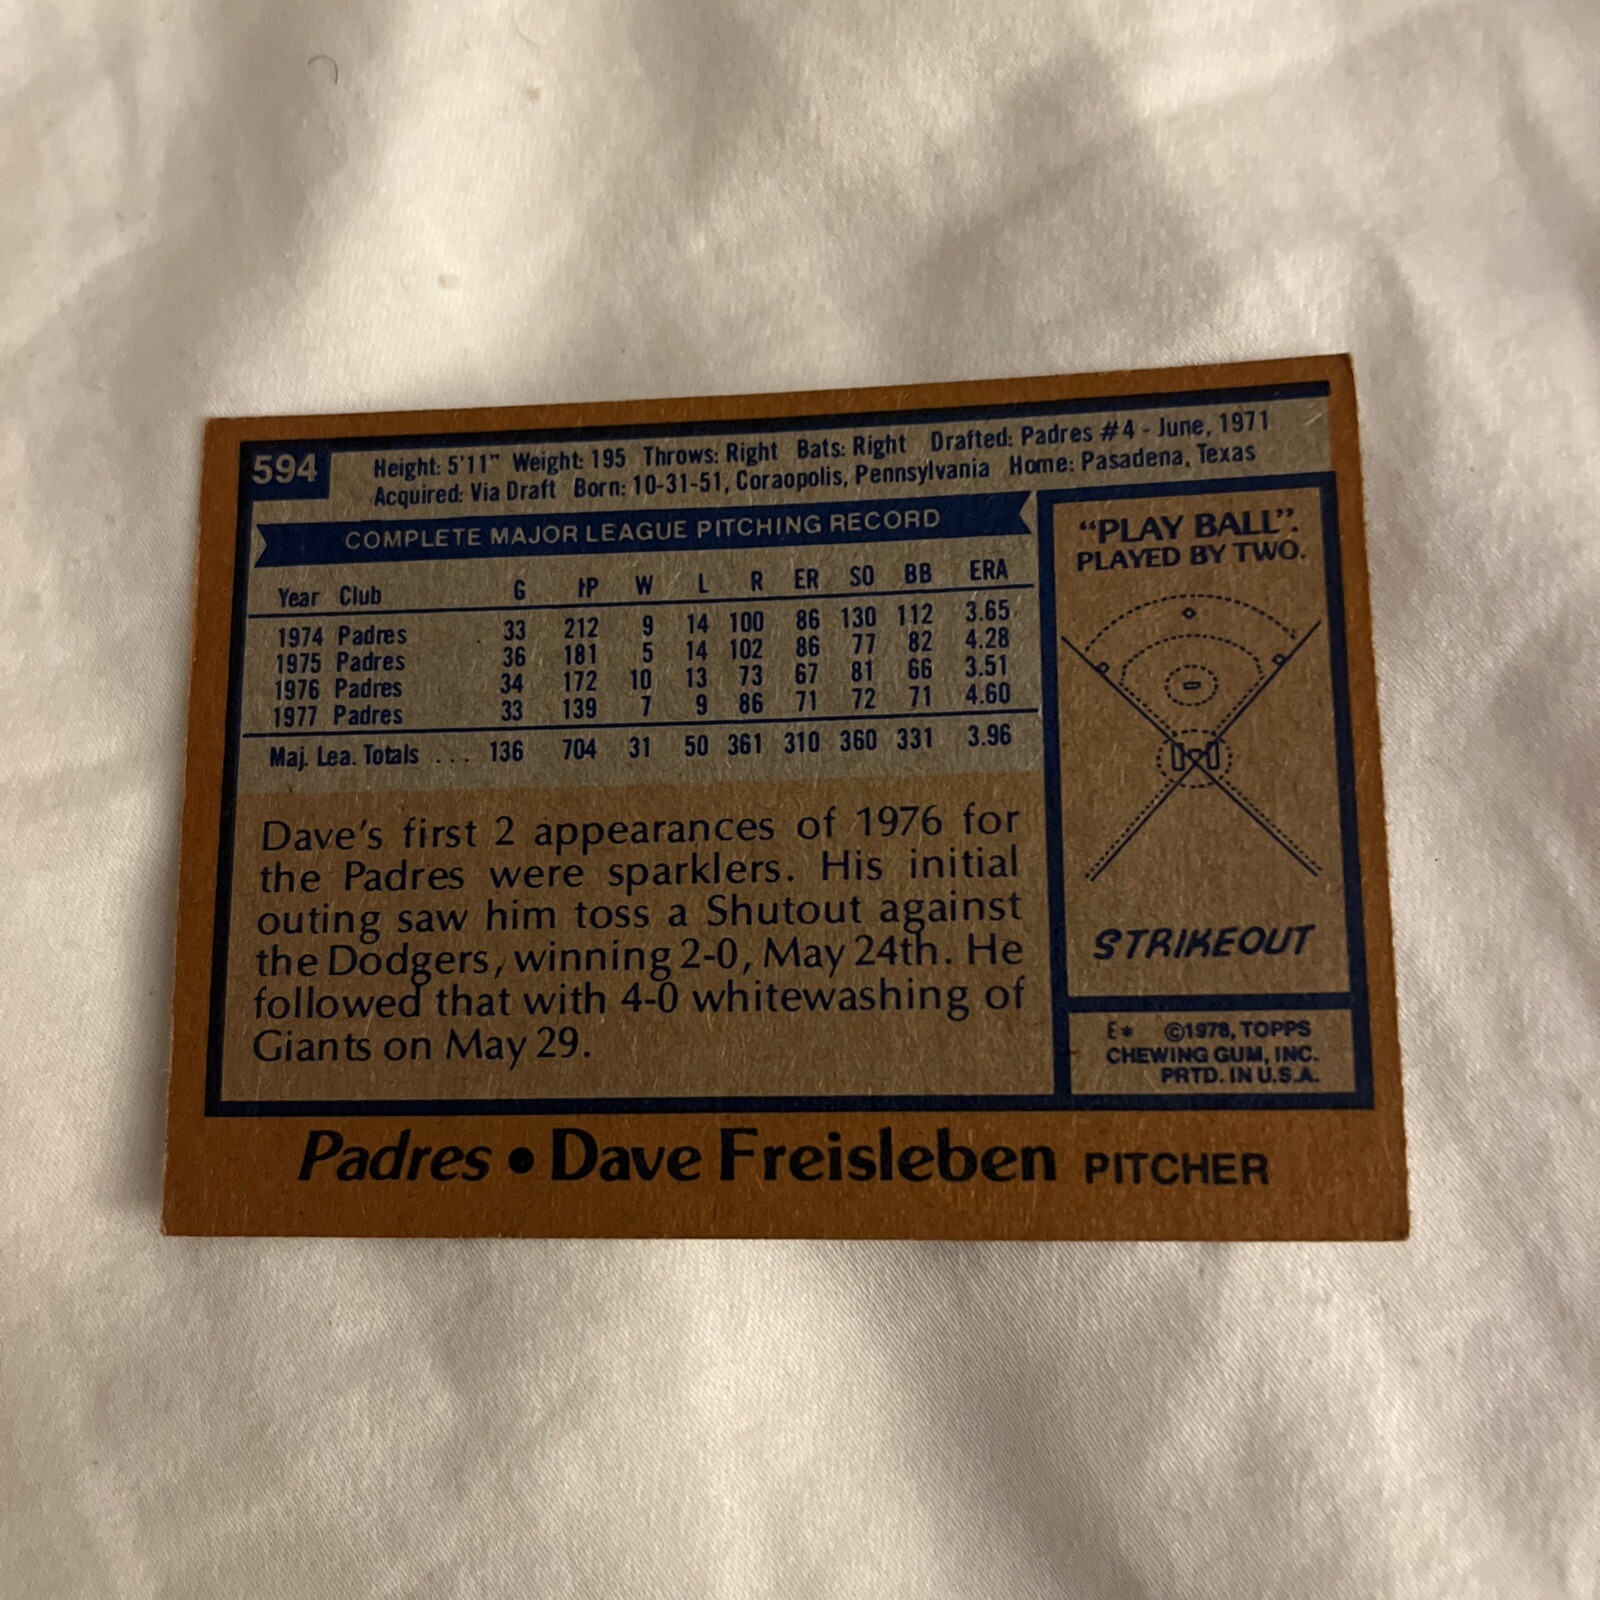 594
Height: 5'11" Weight: 195 Throws: Right Bats: Right Drafted: Padres #4 - June, 1971
Acquired: Via Draft Born: 10-31-51, Coraopolis, Pennsylvania Home: Pasadena, Texas
COMPLETE MAJOR LEAGUE PITCHING RECORD
Year Club G IP W L R ER SO BB ERA
1974 Padres 33 212 9 14 100 86 130 112 3.65
1975 Padres 36 181 5 14 102 86 77 82 4.28
1976 Padres 34 172 10 13 73 67 81 66 3.51
1977 Padres 33 139 7 9 86 71 72 71 4.60
Maj. Lea. Totals ... 136 704 31 50 361 310 360 331 3.96
Dave's first 2 appearances of 1976 for
the Padres were sparklers. His initial
outing saw him toss a Shutout against
the Dodgers, winning 2-0, May 24th. He
followed that with 4-0 whitewashing of
Giants on May 29.
"PLAY BALL".
PLAYED BY TWO.
STRIKEOUT
E* ©1978, TOPPS
CHEWING GUM, INC.
PRTD. IN U.S.A.
Padres • Dave Freisleben PITCHER